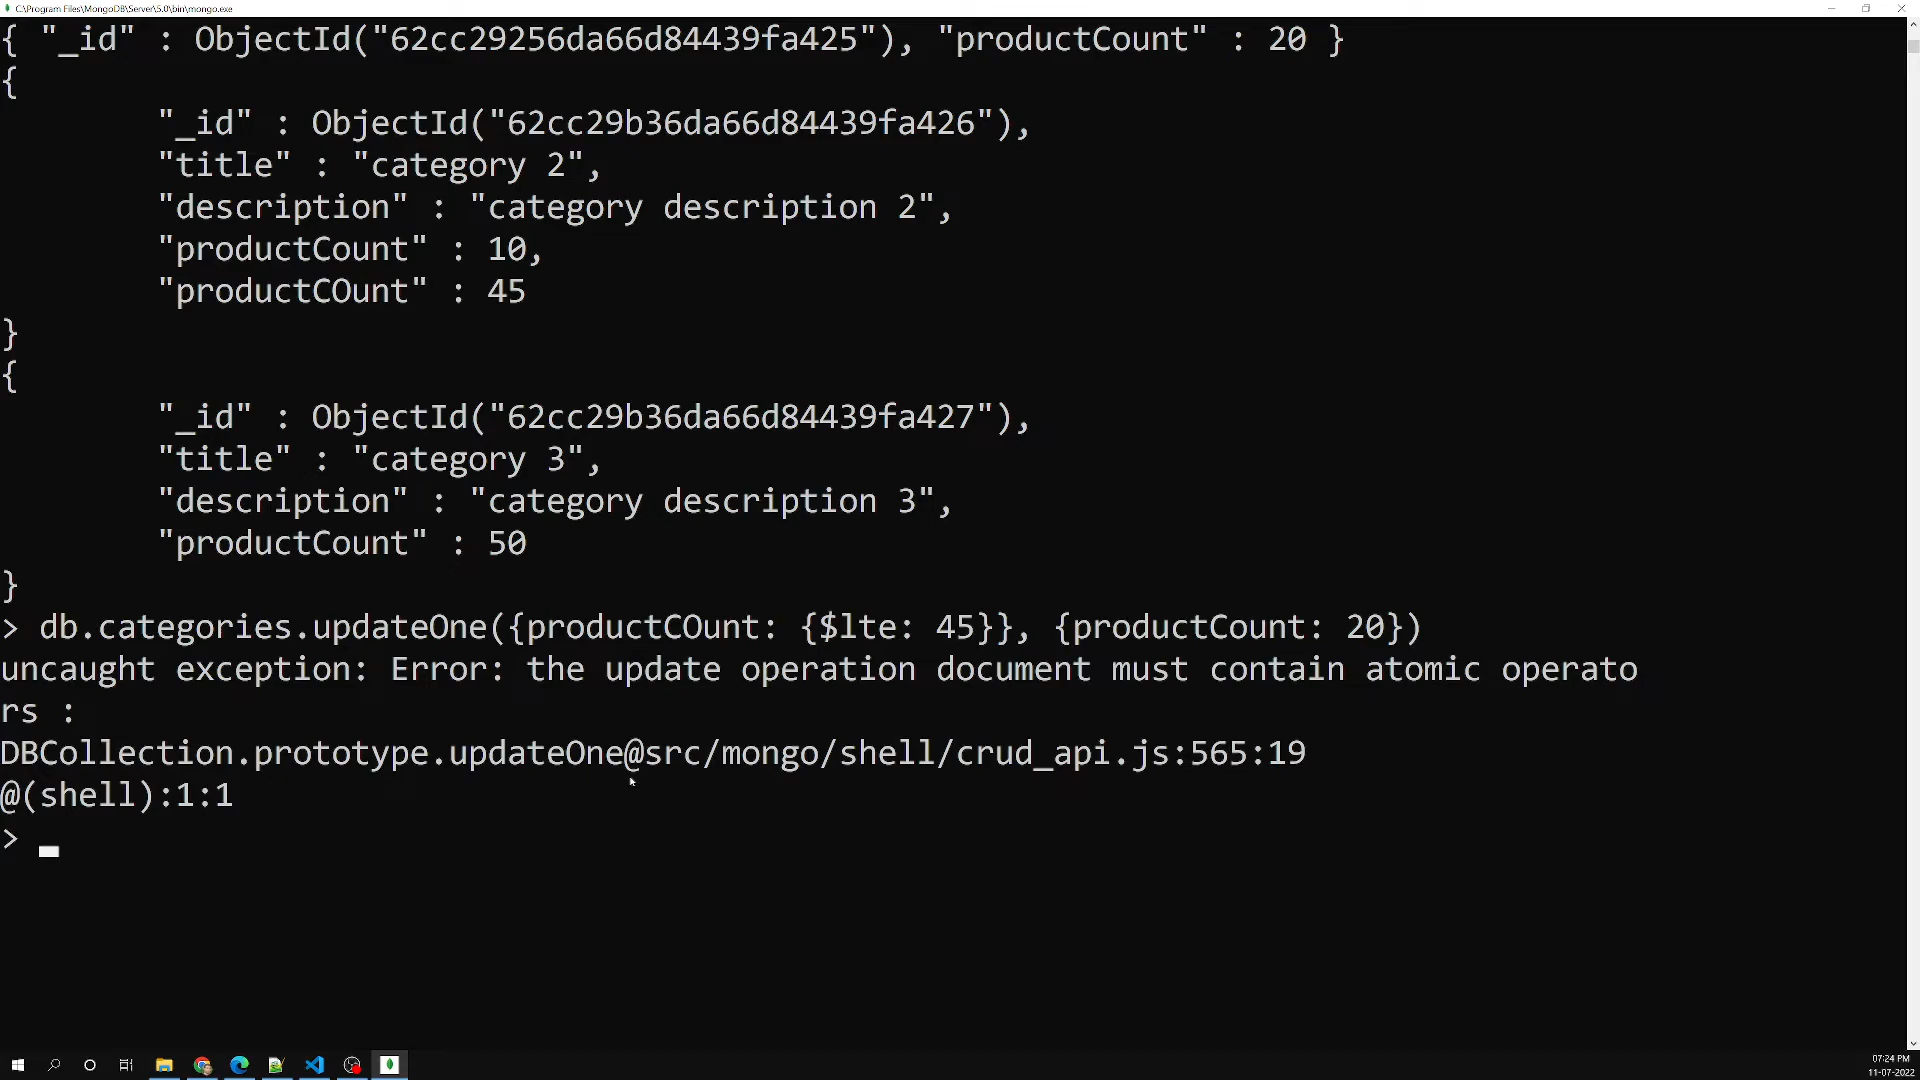 C:\Program Files\MongoDB\Server\5.0\bin\mongo.exe
{ "_id" : ObjectId("62cc29256da66d84439fa425"), "productCount" : 20 }
{
"_id" : ObjectId("62cc29b36da66d84439fa426"),
"title" : "category 2",
"description" : "category description 2",
"productCount" : 10,
"productCOunt" : 45
}
{
"_id" : ObjectId("62cc29b36da66d84439fa427"),
"title" : "category 3",
"description" : "category description 3",
"productCount" : 50
}
> db.categories.updateOne({productCOunt: {$lte: 45}}, {productCount: 20})
uncaught exception: Error: the update operation document must contain atomic operato
rs :
DBCollection.prototype.updateOne@src/mongo/shell/crud_api.js:565:19
@(shell):1:1
>
07:24 PM
11-07-2022